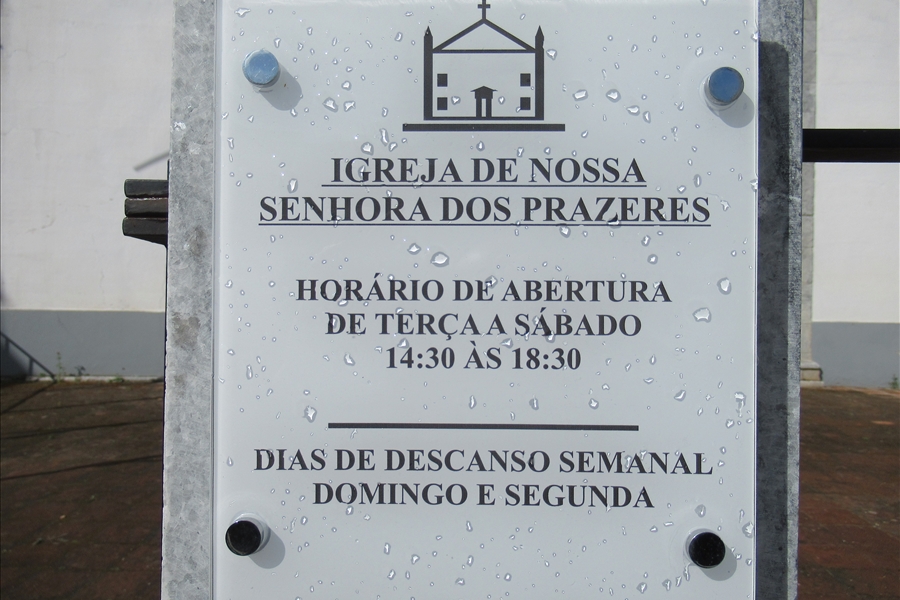 IGREJA DE NOSSA
SENHORA DOS PRAZERES
HORÁRIO DE ABERTURA
DE TERÇA A SÁBADO
14:30 ÀS 18:30
DIAS DE DESCANSO SEMANAL
DOMINGO E SEGUNDA